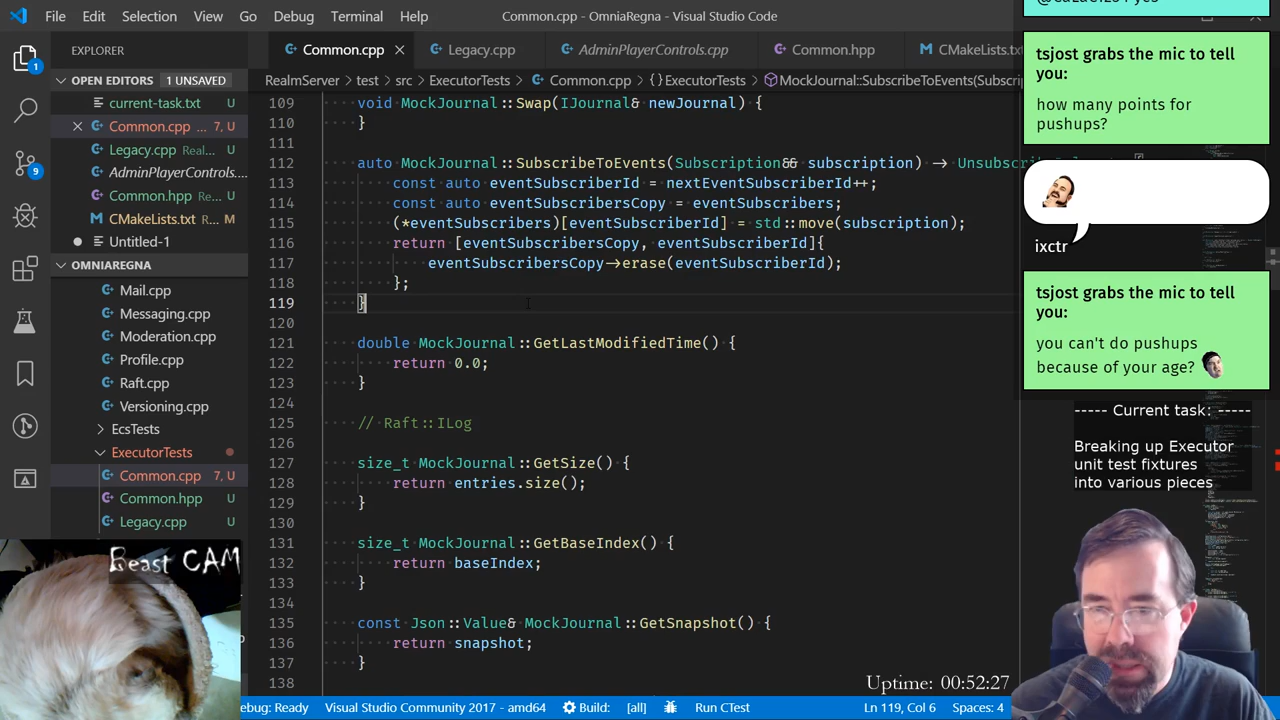 File Edit Selection View Go Debug Terminal Help
Common.cpp - OmniaRegna - Visual Studio Code
EXPLORER
Common.cpp
Legacy.cpp
AdminPlayerControls.cpp
Common.hpp
CMakeLists.txt
OPEN EDITORS 1 UNSAVED
RealmServer > test > src > ExecutorTests > Common.cpp > {} ExecutorTests > MockJournal::SubscribeToEvents(Subscri
current-task.txt U
Common.cpp ... 7, U
Legacy.cpp Real... U
AdminPlayerControls....
Common.hpp Re... U
CMakeLists.txt RealI... M
Untitled-1
OMNIAREGNA
Mail.cpp
Messaging.cpp
Moderation.cpp
Profile.cpp
Raft.cpp
Versioning.cpp
EcsTests
ExecutorTests
Common.cpp 7, U
Common.hpp U
Legacy.cpp U
1
9
109 void MockJournal::Swap(IJournal& newJournal) {
110 }
111
112 auto MockJournal::SubscribeToEvents(Subscription&& subscription) -> 
113 const auto eventSubscriberId = nextEventSubscriberId++;
114 const auto eventSubscribersCopy = eventSubscribers;
115 (*eventSubscribers)[eventSubscriberId] = std::move(subscription);
116 return [eventSubscribersCopy, eventSubscriberId]{
117 eventSubscribersCopy->erase(eventSubscriberId);
118 };
119 }
120
121 double MockJournal::GetLastModifiedTime() {
122 return 0.0;
123 }
124
125 // Raft::ILog
126
127 size_t MockJournal::GetSize() {
128 return entries.size();
129 }
130
131 size_t MockJournal::GetBaseIndex() {
132 return baseIndex;
133 }
134
135 const Json::Value& MockJournal::GetSnapshot() {
136 return snapshot;
137 }
138
tsjost grabs the mic to tell
you:
how many points for
pushups?
ixctr
tsjost grabs the mic to tell
you:
you can't do pushups
because of your age?
----- Current task: -----
Breaking up Executor
unit test fixtures
into various pieces
Beast CAM
Uptime: 00:52:27
ebug: Ready Visual Studio Community 2017 - amd64 Build: [all] Run CTest Ln 119, Col 6 Spaces: 4